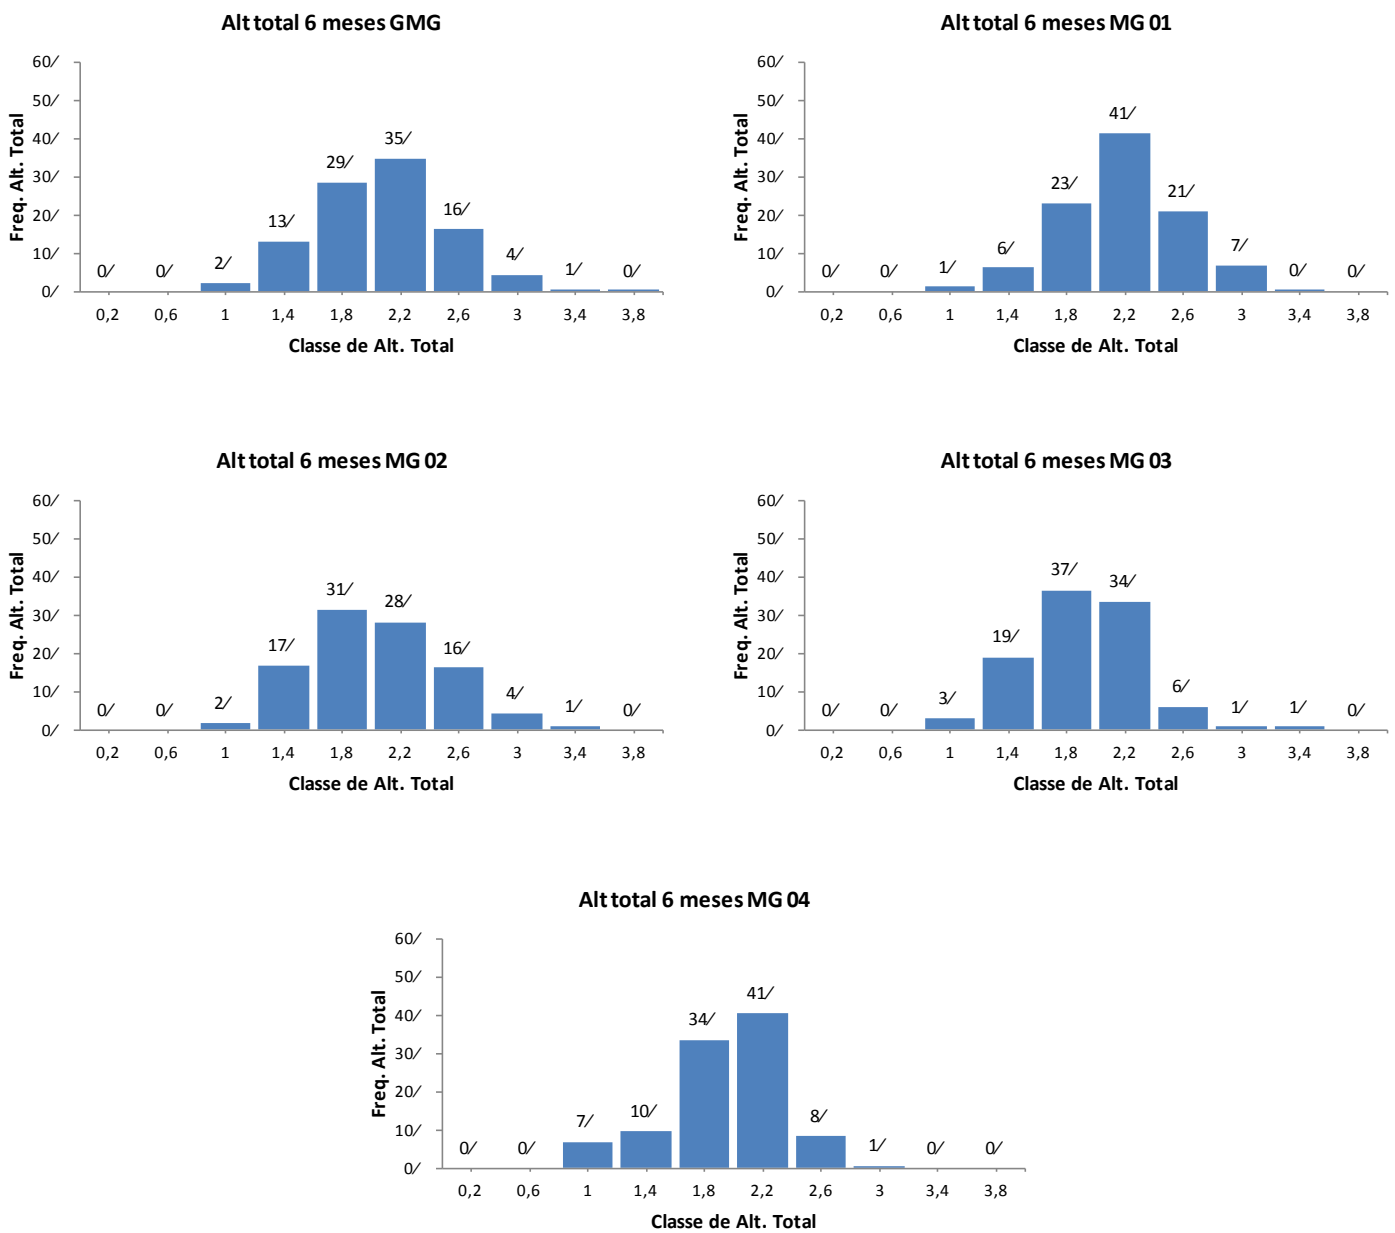 Alt total 6 meses GMG
60/
50/
40/
30/
20/
10/
0/
Freq. Alt. Total
0/ 0/ 2/ 13/ 29/ 35/ 16/ 4/ 1/ 0/
0,2 0,6 1 1,4 1,8 2,2 2,6 3 3,4 3,8
Classe de Alt. Total
Alt total 6 meses MG 01
60/
50/
40/
30/
20/
10/
0/
Freq. Alt. Total
0/ 0/ 1/ 6/ 23/ 41/ 21/ 7/ 0/ 0/
0,2 0,6 1 1,4 1,8 2,2 2,6 3 3,4 3,8
Classe de Alt. Total
Alt total 6 meses MG 02
60/
50/
40/
30/
20/
10/
0/
Freq. Alt. Total
0/ 0/ 2/ 17/ 31/ 28/ 16/ 4/ 1/ 0/
0,2 0,6 1 1,4 1,8 2,2 2,6 3 3,4 3,8
Classe de Alt. Total
Alt total 6 meses MG 03
60/
50/
40/
30/
20/
10/
0/
Freq. Alt. Total
0/ 0/ 3/ 19/ 37/ 34/ 6/ 1/ 1/ 0/
0,2 0,6 1 1,4 1,8 2,2 2,6 3 3,4 3,8
Classe de Alt. Total
Alt total 6 meses MG 04
60/
50/
40/
30/
20/
10/
0/
Freq. Alt. Total
0/ 0/ 7/ 10/ 34/ 41/ 8/ 1/ 0/ 0/
0,2 0,6 1 1,4 1,8 2,2 2,6 3 3,4 3,8
Classe de Alt. Total